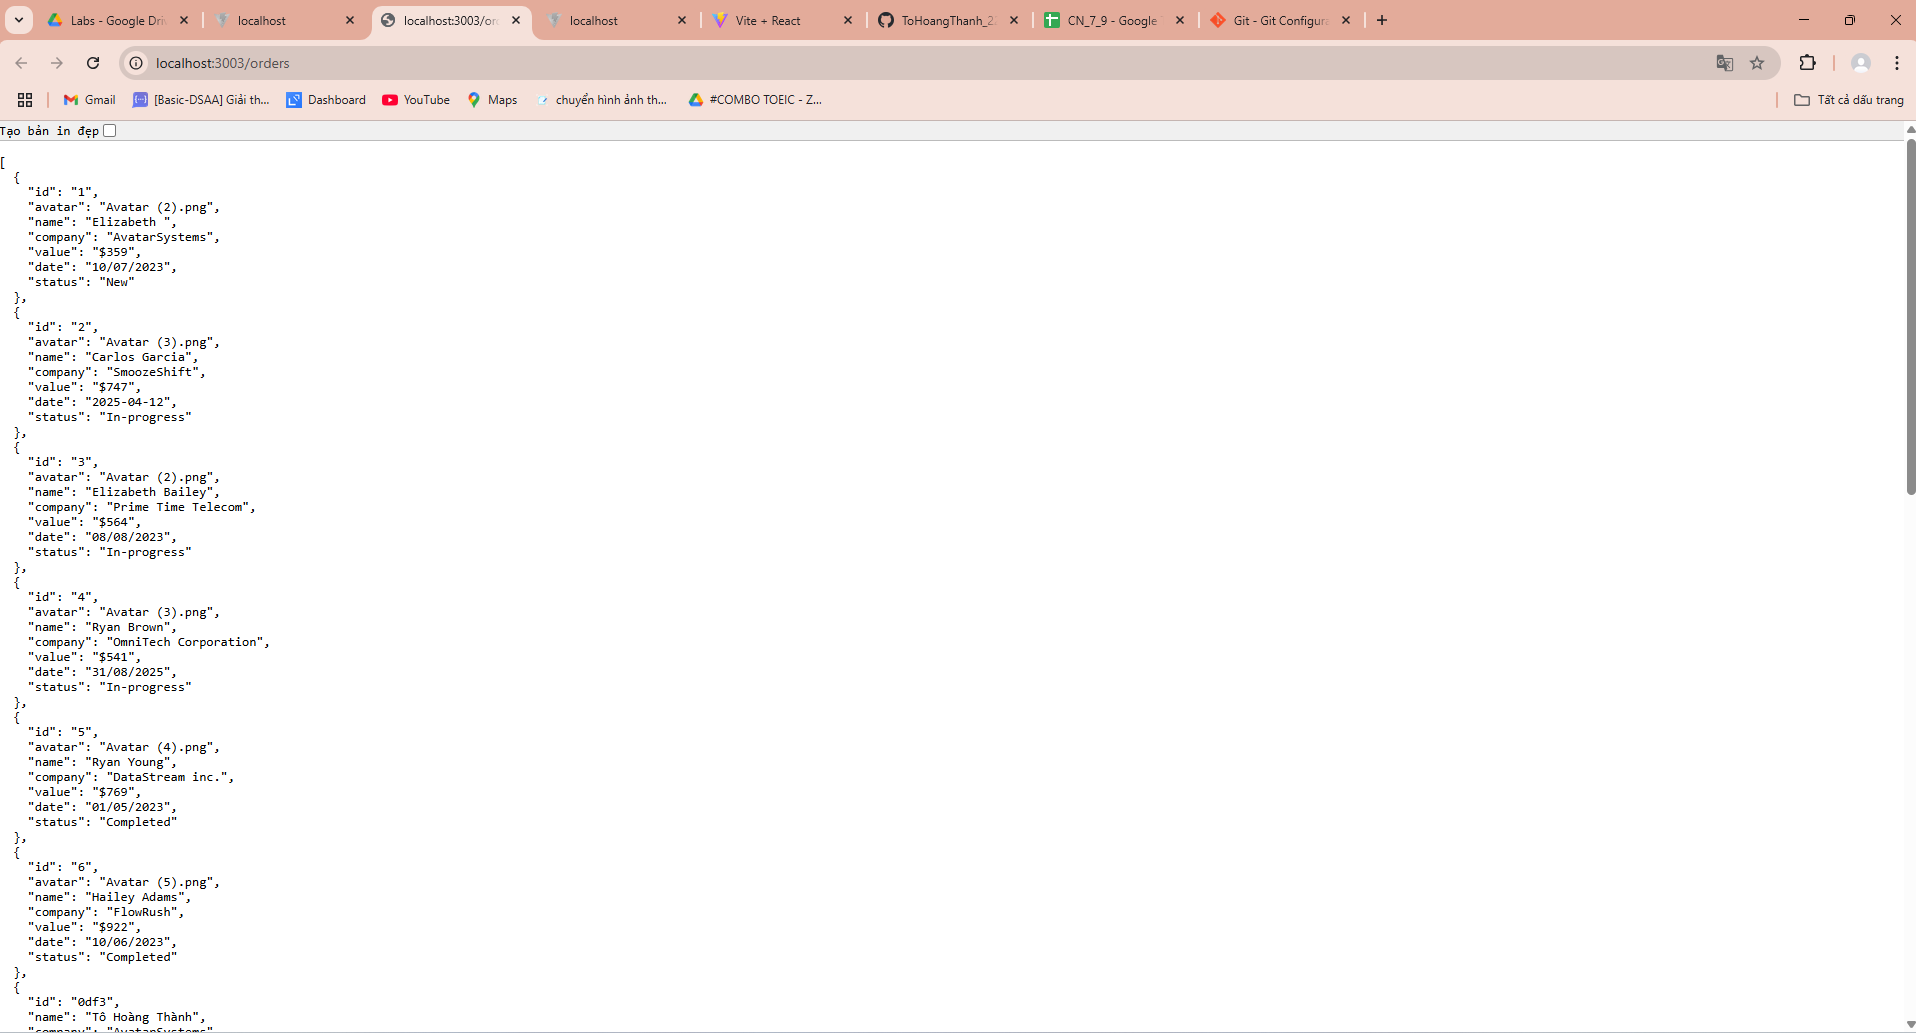 Labs - Google Dri
localhost
localhost:3003/ord
localhost
Vite + React
ToHoangThanh_22
CN_7_9 - Google
Git - Git Configura
localhost:3003/orders
Gmail
[Basic-DSAA] Giải th...
Dashboard
YouTube
Maps
chuyển hình ảnh th...
#COMBO TOEIC - Z...
Tất cả dấu trang
Tạo bản in đẹp
[
{
"id": "1",
"avatar": "Avatar (2).png",
"name": "Elizabeth ",
"company": "AvatarSystems",
"value": "$359",
"date": "10/07/2023",
"status": "New"
},
{
"id": "2",
"avatar": "Avatar (3).png",
"name": "Carlos Garcia",
"company": "SmoozeShift",
"value": "$747",
"date": "2025-04-12",
"status": "In-progress"
},
{
"id": "3",
"avatar": "Avatar (2).png",
"name": "Elizabeth Bailey",
"company": "Prime Time Telecom",
"value": "$564",
"date": "08/08/2023",
"status": "In-progress"
},
{
"id": "4",
"avatar": "Avatar (3).png",
"name": "Ryan Brown",
"company": "OmniTech Corporation",
"value": "$541",
"date": "31/08/2025",
"status": "In-progress"
},
{
"id": "5",
"avatar": "Avatar (4).png",
"name": "Ryan Young",
"company": "DataStream inc.",
"value": "$769",
"date": "01/05/2023",
"status": "Completed"
},
{
"id": "6",
"avatar": "Avatar (5).png",
"name": "Hailey Adams",
"company": "FlowRush",
"value": "$922",
"date": "10/06/2023",
"status": "Completed"
},
{
"id": "0df3",
"name": "Tô Hoàng Thành",
"company": "AvatarSystems"